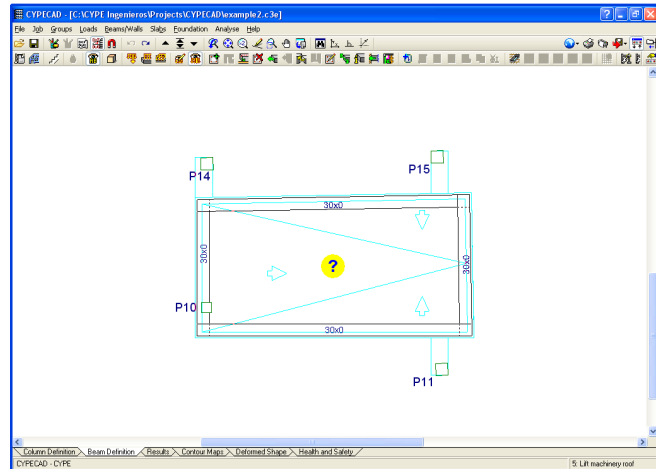 CYPECAD - [C:\CYPE Ingenieros\Projects\CYPECAD\example2.c3e]
File Job Groups Loads Beams/Walls Slabs Foundation Analyse Help
P14
P15
30x0
30x0
30x0
?
P10
30x0
P11
Column Definition Beam Definition Results Contour Maps Deformed Shape Health and Safety
CYPECAD - CYPE
5: Lift machinery roof